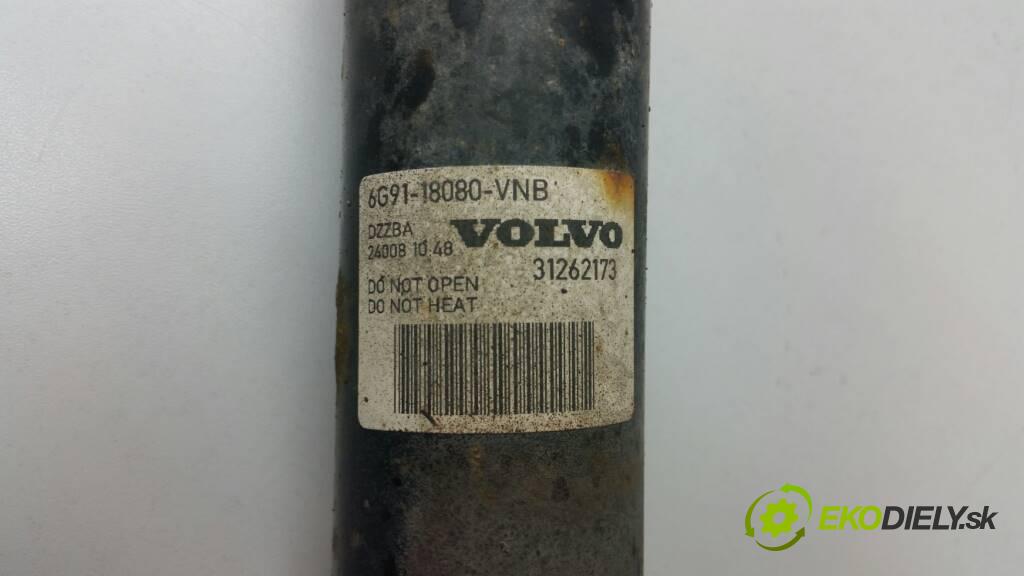 6G91-18080-VNB
DZZBA
VOLVO
24008 10.48
31262173
DO NOT OPEN
DO NOT HEAT
EKODIELY.sk